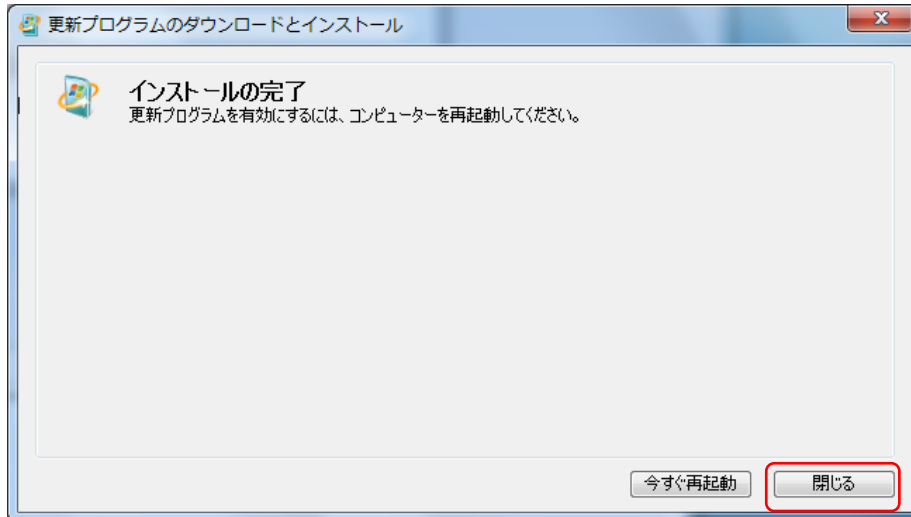 更新プログラムのダウンロードとインストール
インストールの完了
更新プログラムを有効にするには、コンピューターを再起動してください。
今すぐ再起動
閉じる